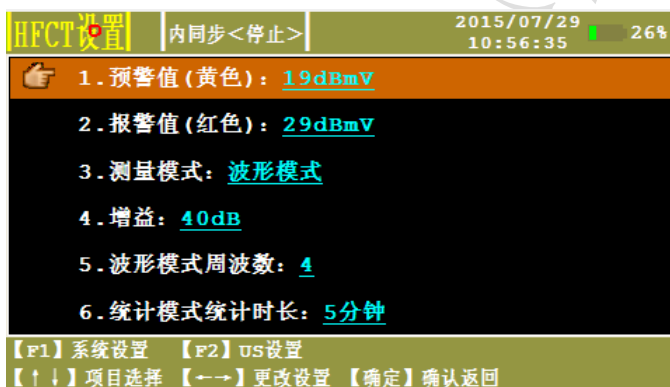 HFCT设置 内同步<停止> 2015/07/29 10:56:35 26%
1.预警值(黄色): 19dBmV
2.报警值(红色): 29dBmV
3.测量模式: 波形模式
4.增益: 40dB
5.波形模式周波数: 4
6.统计模式统计时长: 5分钟
【F1】系统设置 【F2】US设置
【↑↓】项目选择 【←→】更改设置 【确定】确认返回